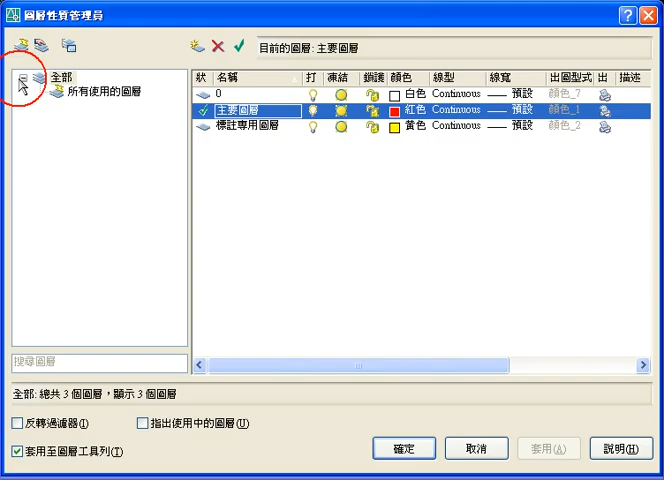 圖層性質管理員
目前的圖層: 主要圖層
全部
所有使用的圖層
狀 名稱 打 凍結 鎖護 顏色 線型 線寬 出圖型式 出 描述
0 白色 Continuous 預設 顏色_7
主要圖層 紅色 Continuous 預設 顏色_1
標註專用圖層 黃色 Continuous 預設 顏色_2
搜尋圖層
全部: 總共 3 個圖層，顯示 3 個圖層
反轉過濾器(I) 指出使用中的圖層(U)
套用至圖層工具列(T)
確定 取消 套用(A) 說明(H)